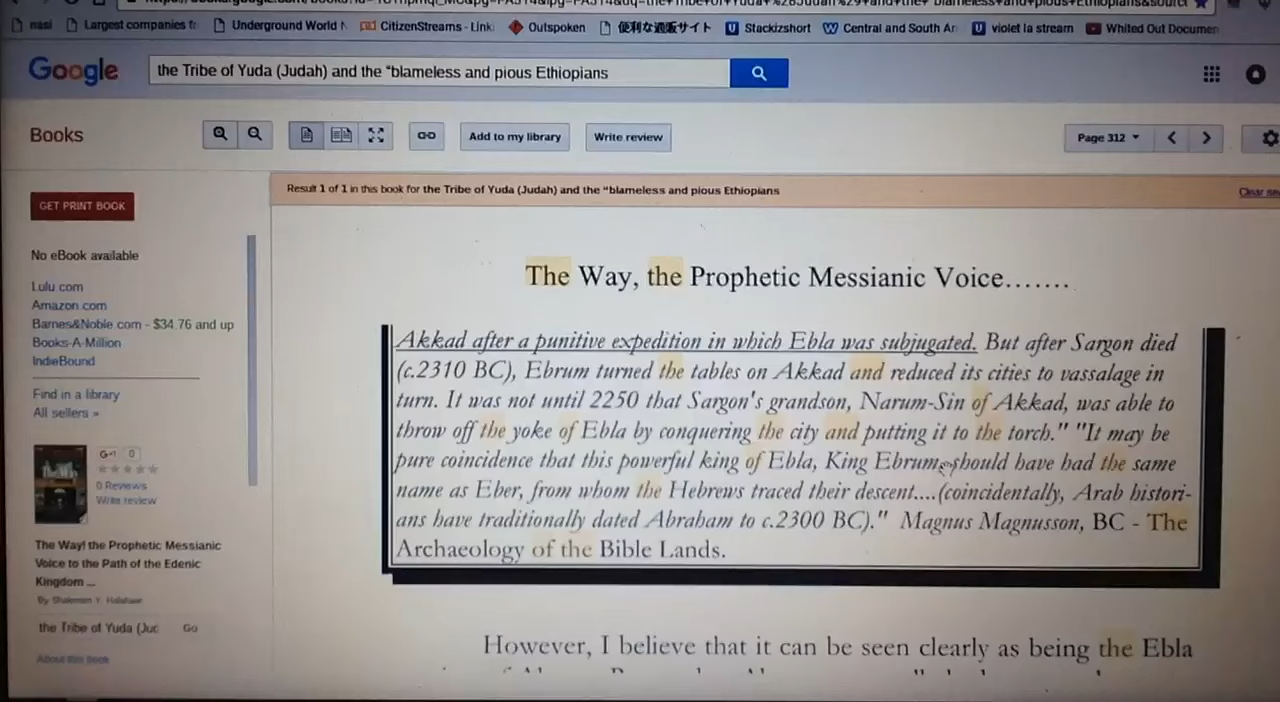 nasi Largest companies fr Underground World N CitizenStreams - Link Outspoken 便利な通販サイト Stackizshort Central and South Ar violet la stream Whited Out Documen
Google the Tribe of Yuda (Judah) and the “blameless and pious Ethiopians
Books Add to my library Write review Page 312
Result 1 of 1 in this book for the Tribe of Yuda (Judah) and the “blameless and pious Ethiopians
GET PRINT BOOK
No eBook available
Lulu.com
Amazon.com
Barnes&Noble.com - $34.76 and up
Books-A-Million
IndieBound
Find in a library
All sellers »
G+1 0
0 Reviews
Write review
The Way! the Prophetic Messianic
Voice to the Path of the Edenic
Kingdom ...
the Tribe of Yuda (Juc Go
About this book
The Way, the Prophetic Messianic Voice.......
Akkad after a punitive expedition in which Ebla was subjugated. But after Sargon died
(c.2310 BC), Ebrum turned the tables on Akkad and reduced its cities to vassalage in
turn. It was not until 2250 that Sargon's grandson, Narum-Sin of Akkad, was able to
throw off the yoke of Ebla by conquering the city and putting it to the torch." "It may be
pure coincidence that this powerful king of Ebla, King Ebrum, should have had the same
name as Eber, from whom the Hebrews traced their descent....(coincidentally, Arab histori-
ans have traditionally dated Abraham to c.2300 BC)." Magnus Magnusson, BC - The
Archaeology of the Bible Lands.
However, I believe that it can be seen clearly as being the Ebla